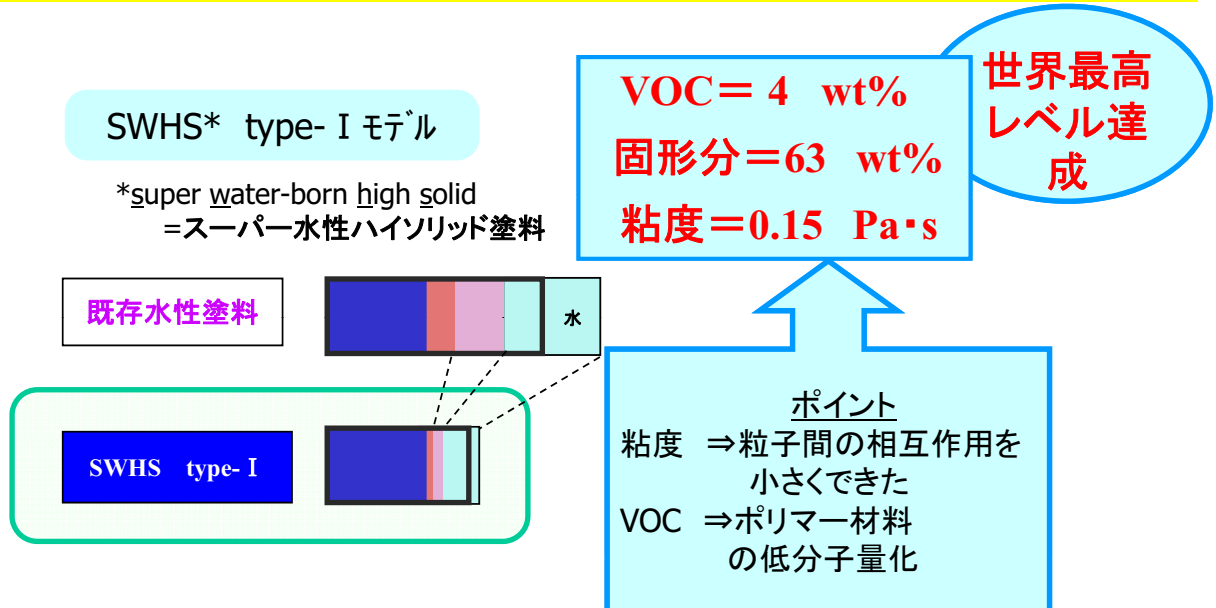 SWHS* type-Ⅰﾓﾃﾞﾙ
*super water-born high solid
=スーパー水性ハイソリッド塗料
VOC＝ 4 wt%
固形分＝63 wt%
粘度＝0.15 Pa･s
世界最高
レベル達
成
既存水性塗料
水
SWHS type-Ⅰ
ポイント
粘度 ⇒粒子間の相互作用を
小さくできた
VOC ⇒ポリマー材料
の低分子量化